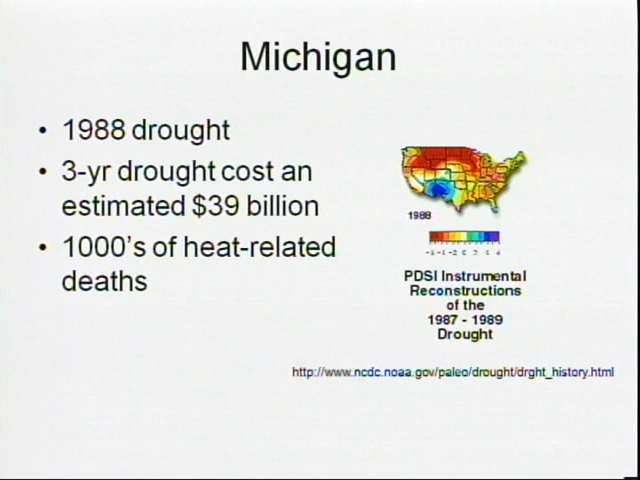 Michigan
• 1988 drought
• 3-yr drought cost an
estimated $39 billion
• 1000's of heat-related
deaths
1988
PDSI Instrumental
Reconstructions
of the
1987 - 1989
Drought
http://www.ncdc.noaa.gov/paleo/drought/drght_history.html